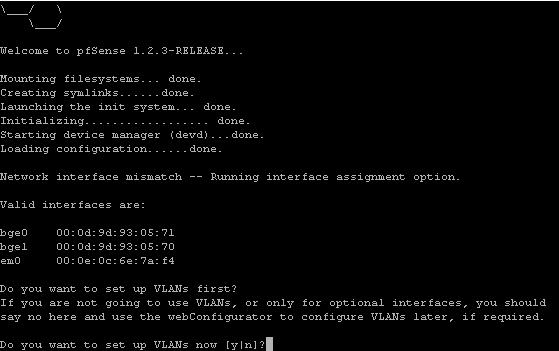 \___/   \
     \___/
Welcome to pfSense 1.2.3-RELEASE...
Mounting filesystems... done.
Creating symlinks......done.
Launching the init system... done.
Initializing.................. done.
Starting device manager (devd)...done.
Loading configuration......done.
Network interface mismatch -- Running interface assignment option.
Valid interfaces are:
bge0    00:0d:9d:93:05:71
bge1    00:0d:9d:93:05:70
em0     00:0e:0c:6e:7a:f4
Do you want to set up VLANs first?
If you are not going to use VLANs, or only for optional interfaces, you should
say no here and use the webConfigurator to configure VLANs later, if required.
Do you want to set up VLANs now [y|n]?